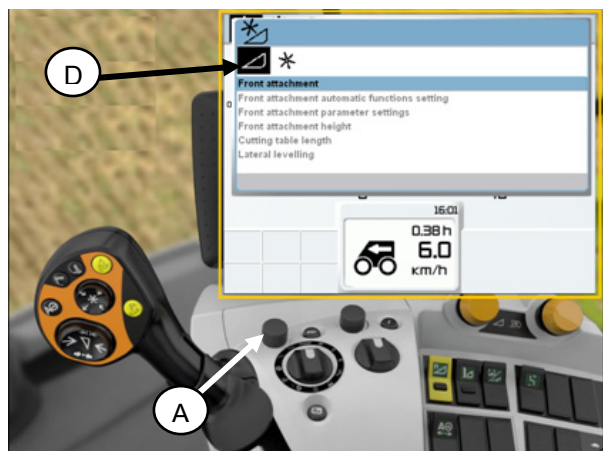 D
Front attachment
Front attachment automatic functions setting
Front attachment parameter settings
Front attachment height
Cutting table length
Lateral levelling
16:01
0.38 h
6.0
km/h
A